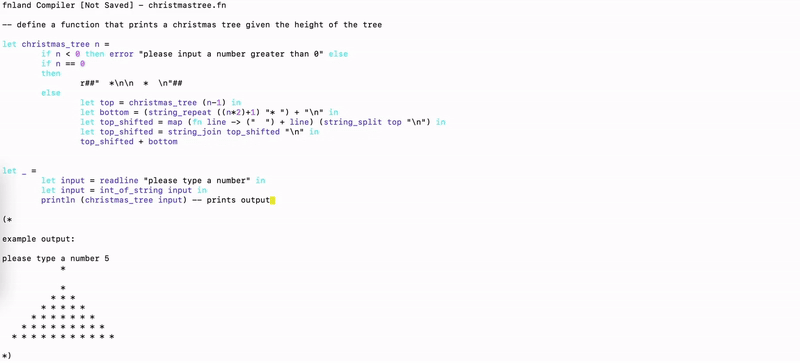 fnland Compiler [Not Saved] - christmastree.fn
-- define a function that prints a christmas tree given the height of the tree
let christmas_tree n =
        if n < 0 then error "please input a number greater than 0" else
        if n == 0
        then
                r##"  *\n\n  *  \n"##
        else
                let top = christmas_tree (n-1) in
                let bottom = (string_repeat ((n*2)+1) "* ") + "\n" in
                let top_shifted = map (fn line -> ("  ") + line) (string_split top "\n") in
                let top_shifted = string_join top_shifted "\n" in
                top_shifted + bottom
let _ =
        let input = readline "please type a number" in
        let input = int_of_string input in
        println (christmas_tree input) -- prints output
(*
example output:
please type a number 5
            *
            *
          * * *
        * * * * *
      * * * * * * *
    * * * * * * * * *
  * * * * * * * * * * *
*)